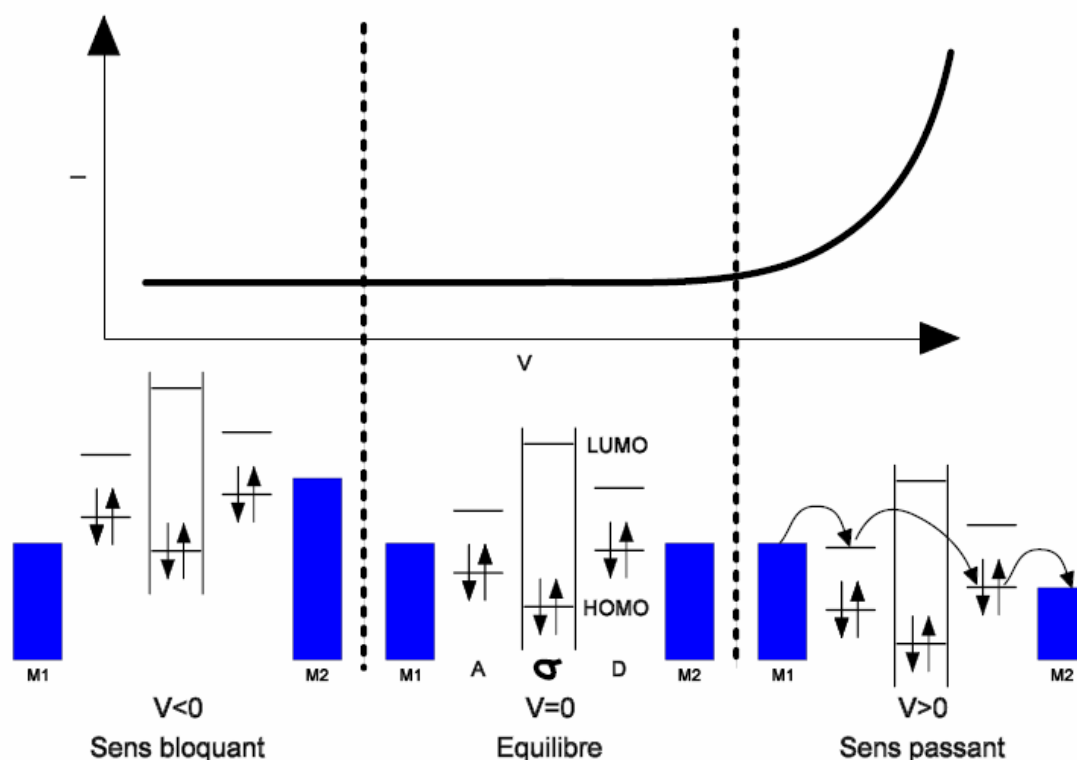 I
V
LUMO
HOMO
M1
M2
M1
A
σ
D
M2
M1
M2
V<0
V=0
V>0
Sens bloquant
Equilibre
Sens passant